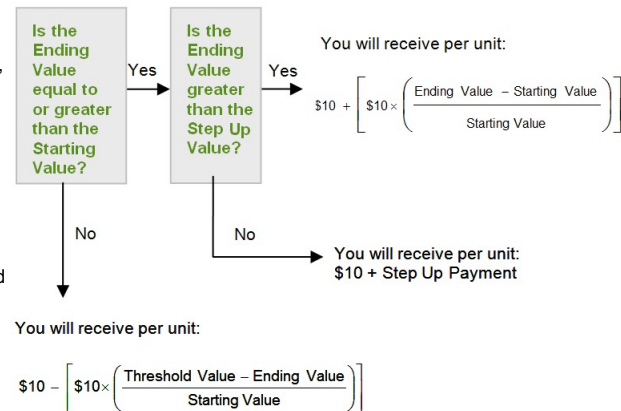 Is the
Ending
Value
equal to
or greater
than the
Starting
Value?
Yes
Is the
Ending
Value
greater
than the
Step Up
Value?
Yes
You will receive per unit:
$10 + [ $10 × ( Ending Value – Starting Value
Starting Value ) ]
No
No
You will receive per unit:
$10 + Step Up Payment
You will receive per unit:
$10 – [ $10× ( Threshold Value – Ending Value
Starting Value ) ]